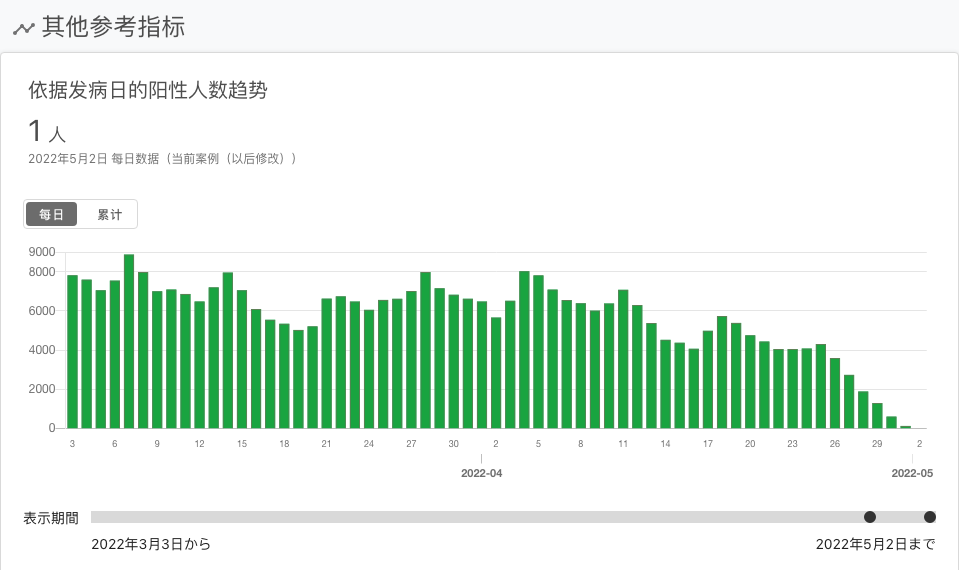 其他参考指标
依据发病日的阳性人数趋势
1 人
2022年5月2日 每日数据（当前案例（以后修改））
每日 累计
9000
8000
6000
4000
2000
0
3 6 9 12 15 18 21 24 27 30 2 5 8 11 14 17 20 23 26 29 2
2022-04 2022-05
表示期間
2022年3月3日から 2022年5月2日まで